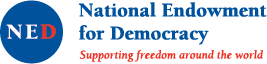 NED
National Endowment
for Democracy
Supporting freedom around the world